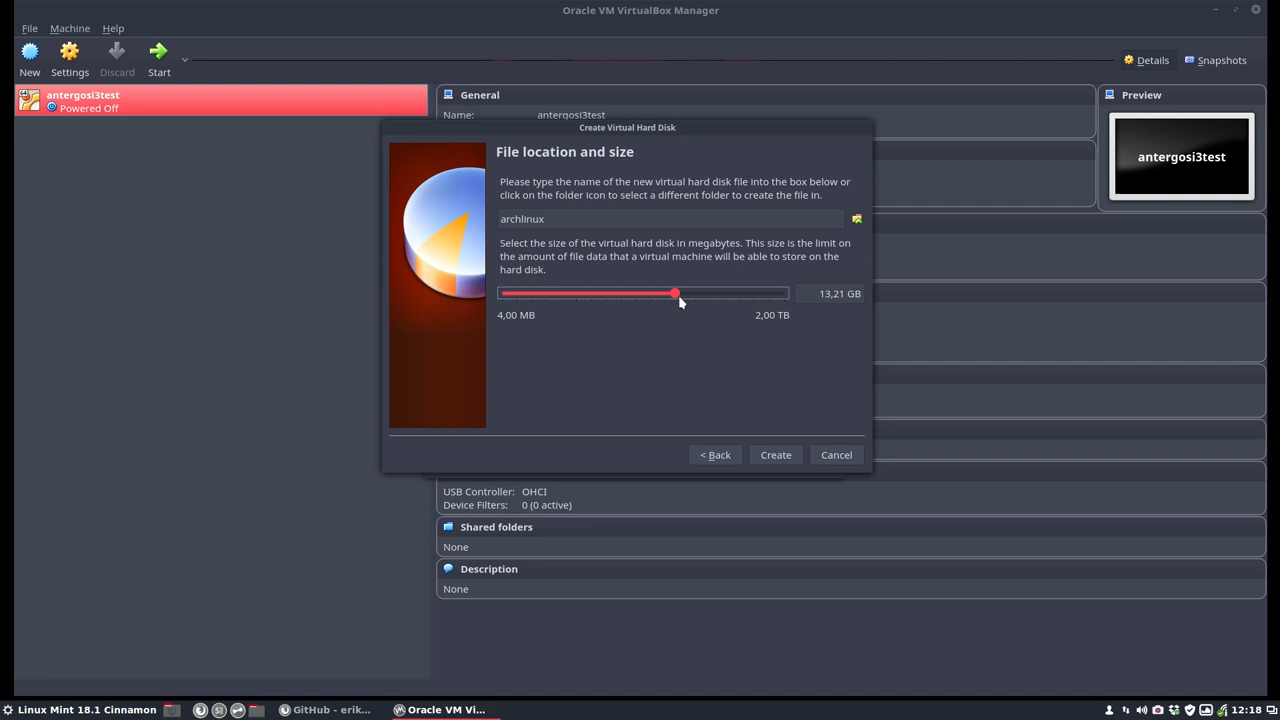 Oracle VM VirtualBox Manager
File Machine Help
New Settings Discard Start
Details Snapshots
64
antergosi3test
Powered Off
General
Name: antergosi3test
Preview
antergosi3test
Create Virtual Hard Disk
File location and size
Please type the name of the new virtual hard disk file into the box below or
click on the folder icon to select a different folder to create the file in.
archlinux
Select the size of the virtual hard disk in megabytes. This size is the limit on
the amount of file data that a virtual machine will be able to store on the
hard disk.
13,21 GB
4,00 MB 2,00 TB
< Back Create Cancel
USB Controller: OHCI
Device Filters: 0 (0 active)
Shared folders
None
Description
None
Linux Mint 18.1 Cinnamon GitHub - erik... Oracle VM Vi... 12:18